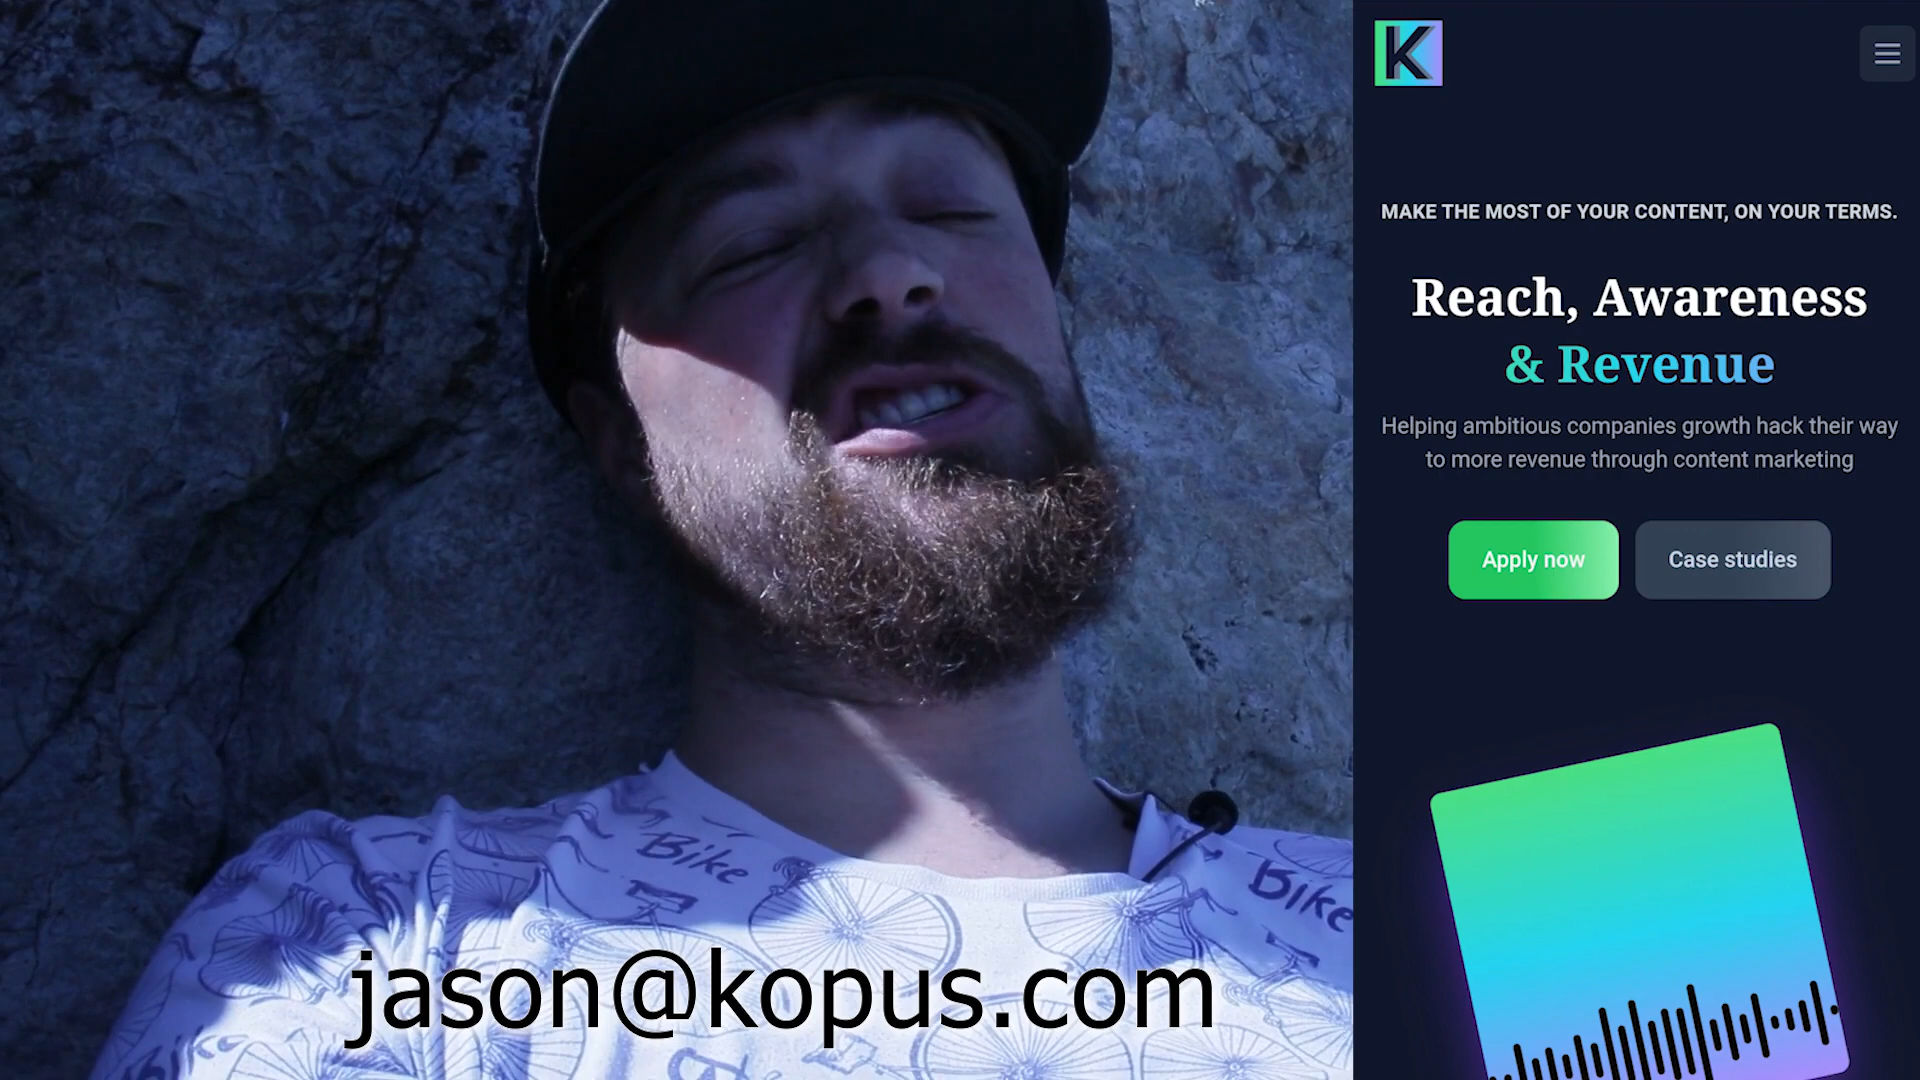 Bike
Bike
jason@kopus.com
K
MAKE THE MOST OF YOUR CONTENT, ON YOUR TERMS.
Reach, Awareness
& Revenue
Helping ambitious companies growth hack their way
to more revenue through content marketing
Apply now
Case studies